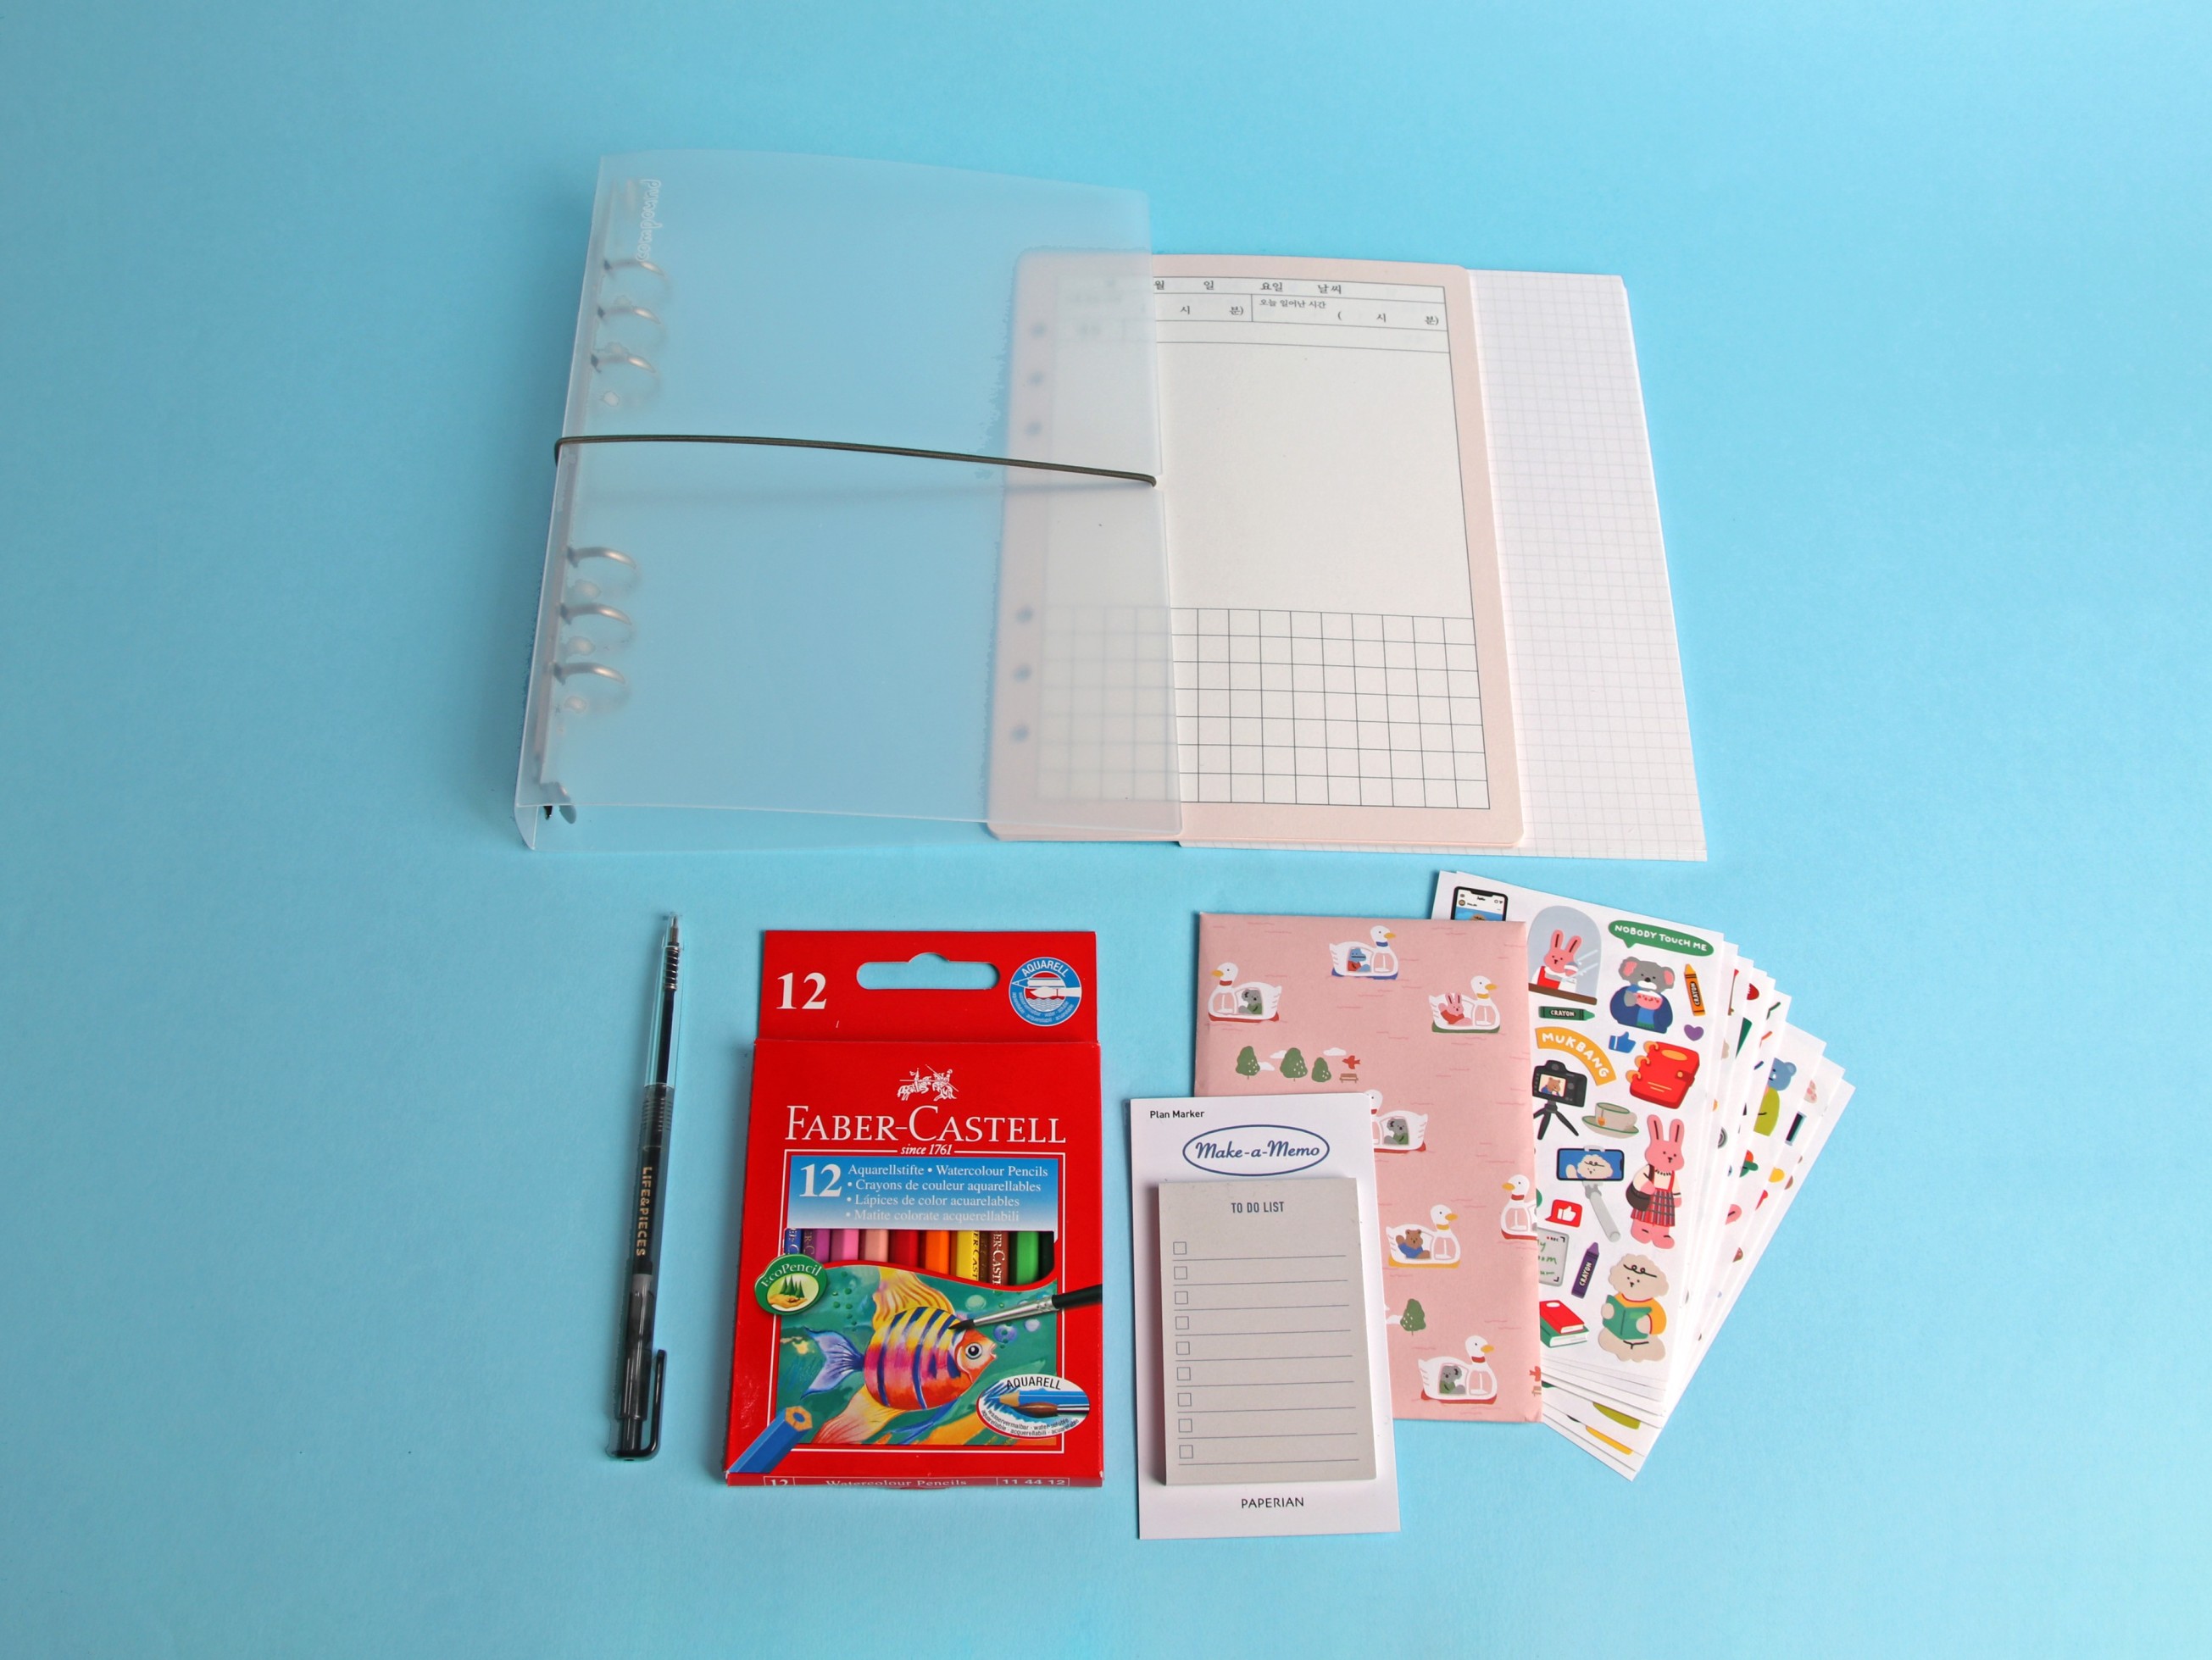 월 일 요일 날씨
시 분) 오늘 일어난 시간
( 시 분)
LIFE&PIECES
12
AQUARELL
FABER-CASTELL
since 1761
12 Aquarellstifte • Watercolour Pencils
• Crayons de couleur aquarellables
• Lápices de color acuarelables
• Matite colorate acquerellabili
EcoPencil
AQUARELL
12 Watercolour Pencils 11 44 12
Plan Marker
Make-a-Memo
TO DO LIST
PAPERIAN
NOBODY TOUCH ME
CRAYON
CRAYON
MUKBANG
CRAYON